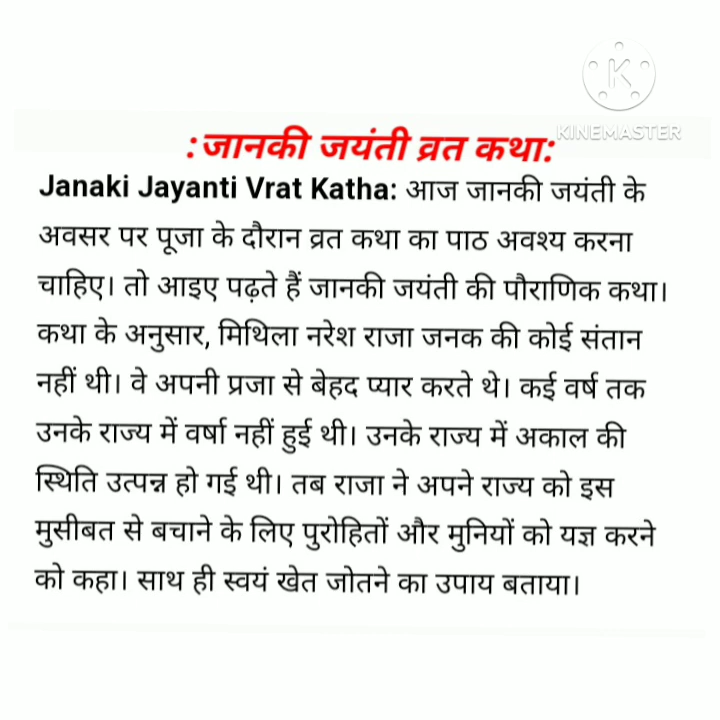 KINEMASTER
:जानकी जयंती व्रत कथा:
Janaki Jayanti Vrat Katha: आज जानकी जयंती के
अवसर पर पूजा के दौरान व्रत कथा का पाठ अवश्य करना
चाहिए। तो आइए पढ़ते हैं जानकी जयंती की पौराणिक कथा।
कथा के अनुसार, मिथिला नरेश राजा जनक की कोई संतान
नहीं थी। वे अपनी प्रजा से बेहद प्यार करते थे। कई वर्ष तक
उनके राज्य में वर्षा नहीं हुई थी। उनके राज्य में अकाल की
स्थिति उत्पन्न हो गई थी। तब राजा ने अपने राज्य को इस
मुसीबत से बचाने के लिए पुरोहितों और मुनियों को यज्ञ करने
को कहा। साथ ही स्वयं खेत जोतने का उपाय बताया।